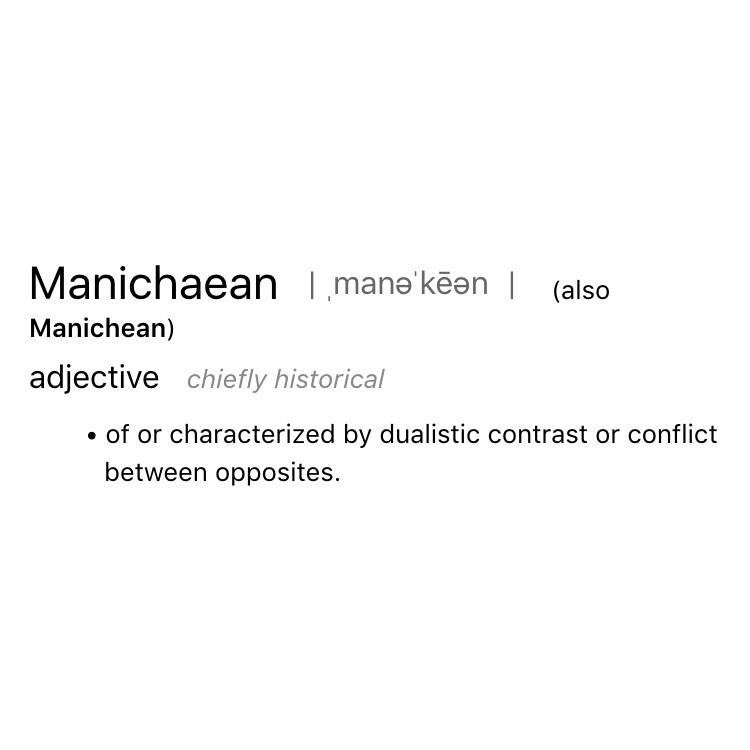 Manichaean | ˌmanəˈkēən | (also
Manichean)
adjective chiefly historical
• of or characterized by dualistic contrast or conflict
between opposites.